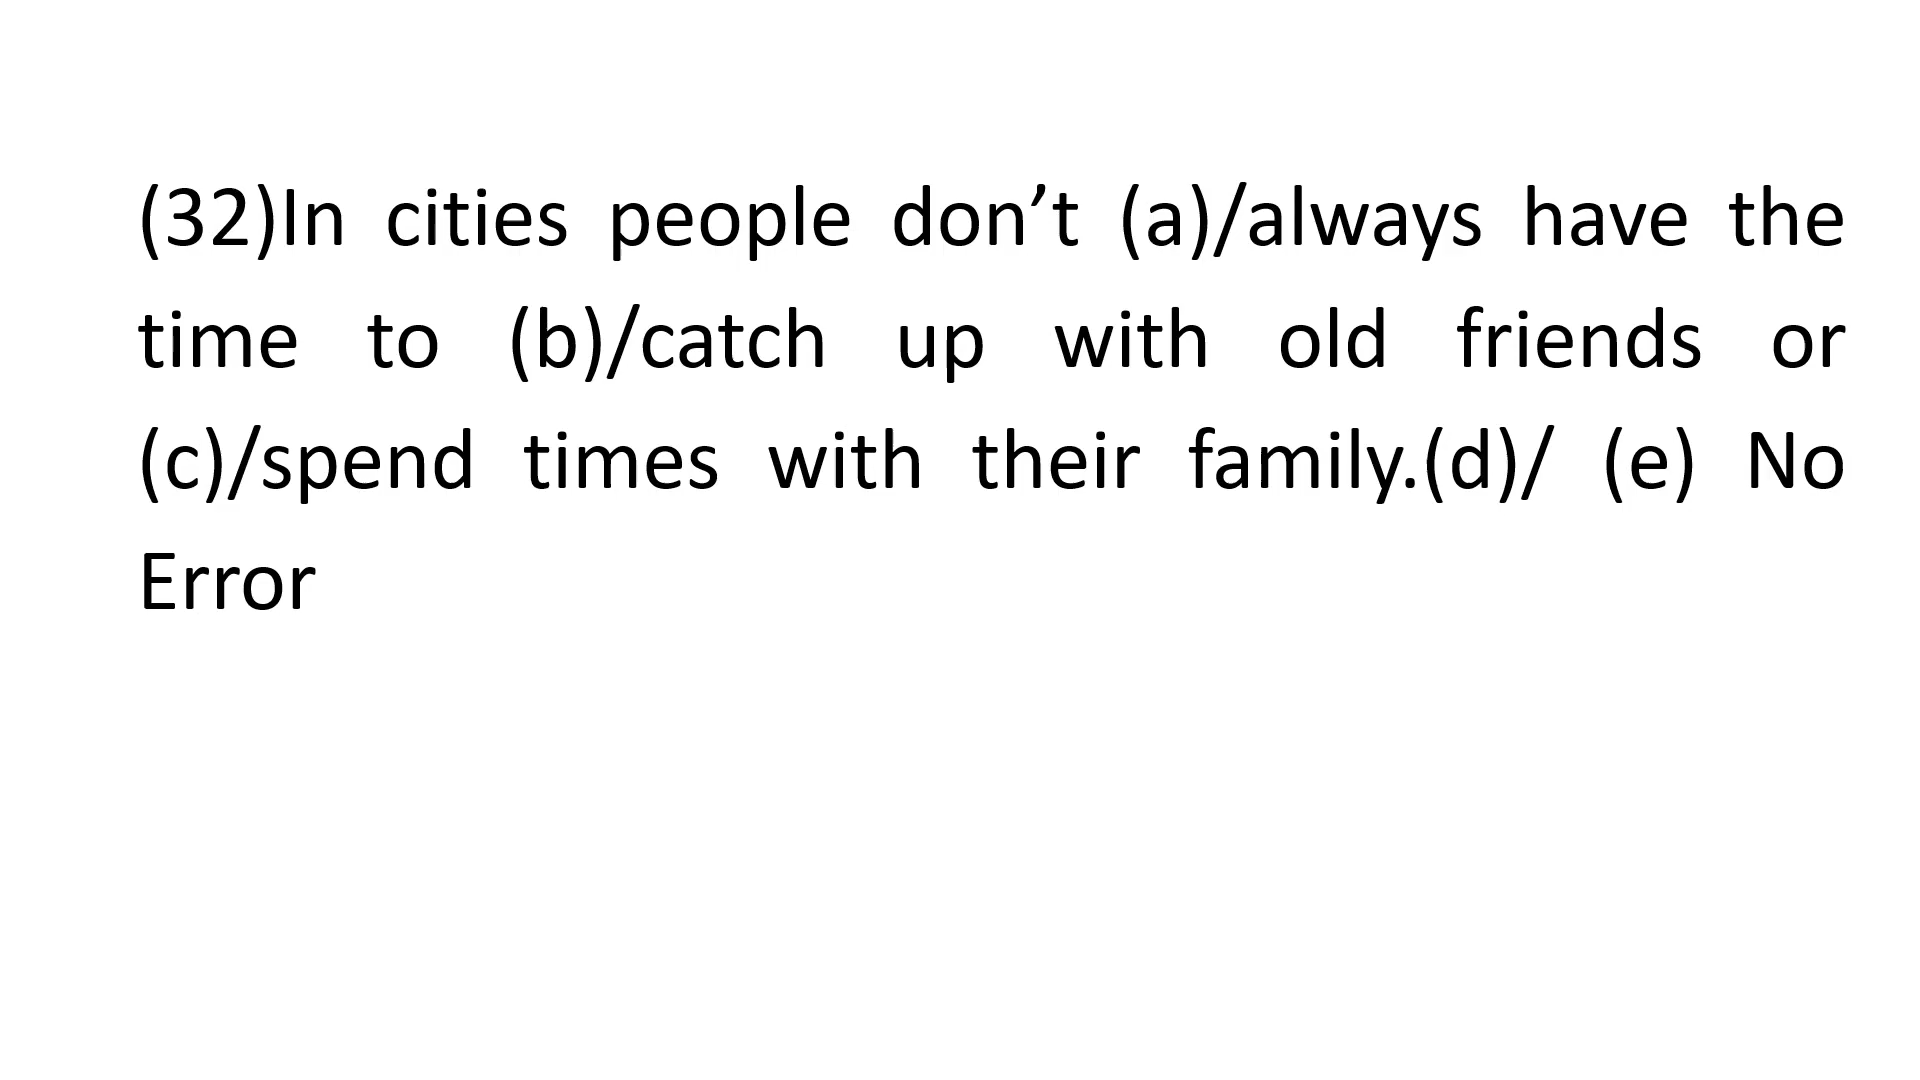 (32)In cities people don’t (a)/always have the
time to (b)/catch up with old friends or
(c)/spend times with their family.(d)/ (e) No
Error